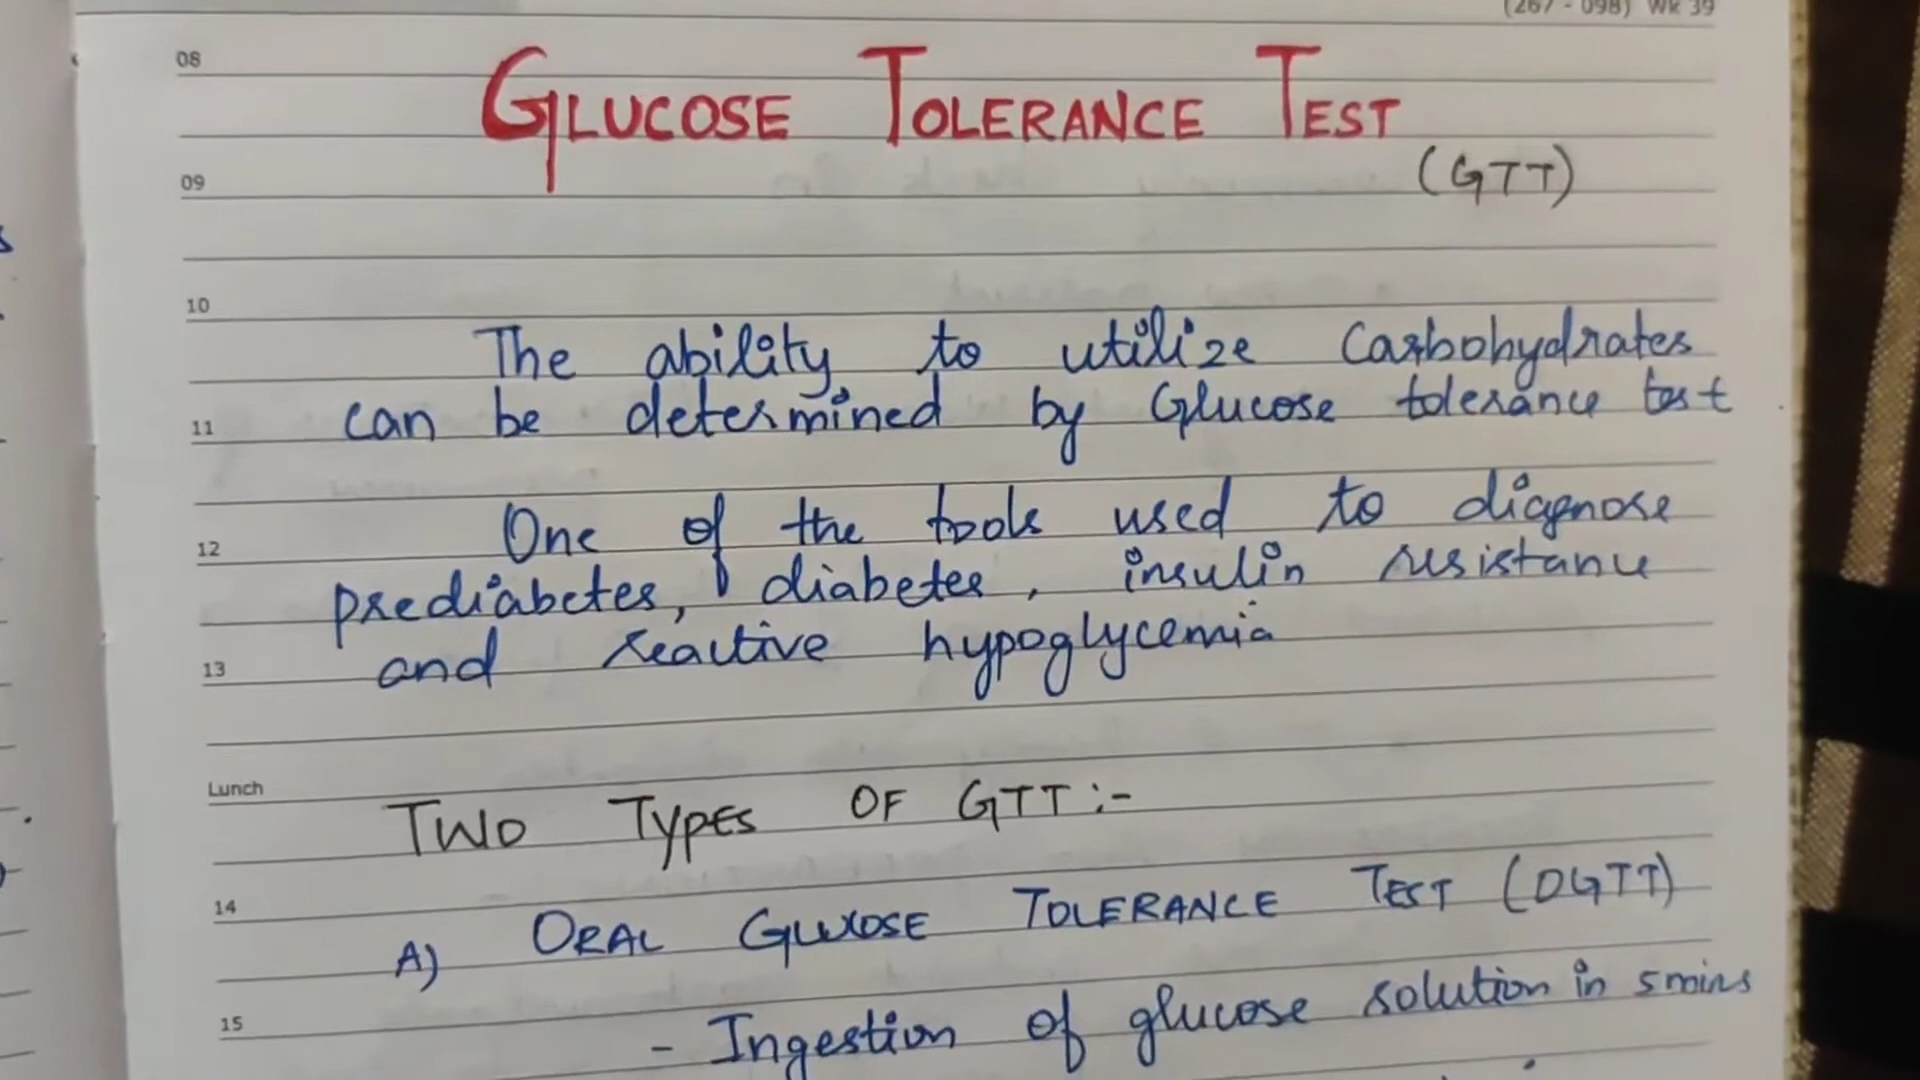 (267 - 098) Wk 39
08
GLUCOSE TOLERANCE TEST
(GTT)
09
10
The ability to utilize Carbohydrates
11 can be determined by Glucose tolerance test
One of the tools used to diagnose
12
prediabetes, diabetes, insulin resistance
13 and reactive hypoglycemia
Lunch
TWO TYPES OF GTT :-
14
A) ORAL GLUCOSE TOLERANCE TEST (OGTT)
15
- Ingestion of glucose solution in 5 mins